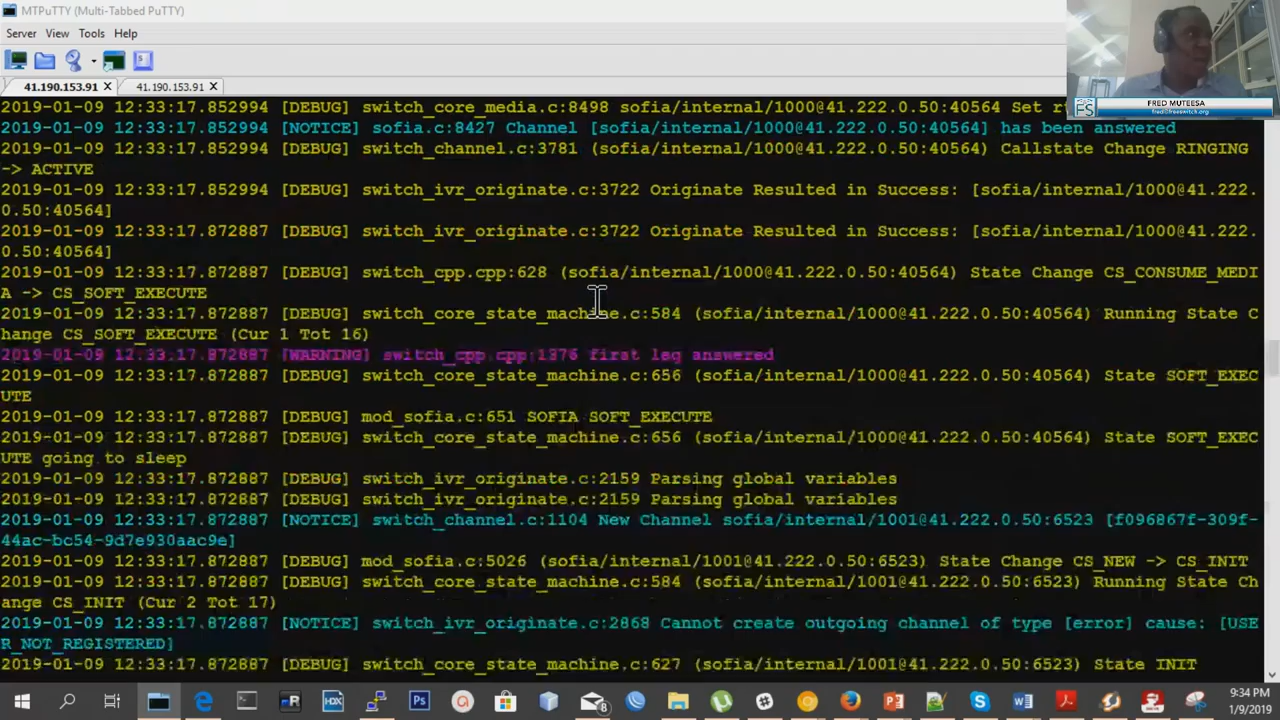 MTPuTTY (Multi-Tabbed PuTTY)
Server View Tools Help
41.190.153.91 41.190.153.91
FRED MUTEESA
fred@freeswitch.org
2019-01-09 12:33:17.852994 [DEBUG] switch_core_media.c:8498 sofia/internal/1000@41.222.0.50:40564 Set
2019-01-09 12:33:17.852994 [NOTICE] sofia.c:8427 Channel [sofia/internal/1000@41.222.0.50:40564] has been answered
2019-01-09 12:33:17.852994 [DEBUG] switch_channel.c:3781 (sofia/internal/1000@41.222.0.50:40564) Callstate Change RINGING
-> ACTIVE
2019-01-09 12:33:17.852994 [DEBUG] switch_ivr_originate.c:3722 Originate Resulted in Success: [sofia/internal/1000@41.222.
0.50:40564]
2019-01-09 12:33:17.872887 [DEBUG] switch_ivr_originate.c:3722 Originate Resulted in Success: [sofia/internal/1000@41.222.
0.50:40564]
2019-01-09 12:33:17.872887 [DEBUG] switch_cpp.cpp:628 (sofia/internal/1000@41.222.0.50:40564) State Change CS_CONSUME_MEDI
A -> CS_SOFT_EXECUTE
2019-01-09 12:33:17.872887 [DEBUG] switch_core_state_machine.c:584 (sofia/internal/1000@41.222.0.50:40564) Running State C
hange CS_SOFT_EXECUTE (Cur 1 Tot 16)
2019-01-09 12:33:17.872887 [WARNING] switch_cpp.cpp:1376 first leg answered
2019-01-09 12:33:17.872887 [DEBUG] switch_core_state_machine.c:656 (sofia/internal/1000@41.222.0.50:40564) State SOFT_EXEC
UTE
2019-01-09 12:33:17.872887 [DEBUG] mod_sofia.c:651 SOFIA SOFT_EXECUTE
2019-01-09 12:33:17.872887 [DEBUG] switch_core_state_machine.c:656 (sofia/internal/1000@41.222.0.50:40564) State SOFT_EXEC
UTE going to sleep
2019-01-09 12:33:17.872887 [DEBUG] switch_ivr_originate.c:2159 Parsing global variables
2019-01-09 12:33:17.872887 [DEBUG] switch_ivr_originate.c:2159 Parsing global variables
2019-01-09 12:33:17.872887 [NOTICE] switch_channel.c:1104 New Channel sofia/internal/1001@41.222.0.50:6523 [f096867f-309f-
44ac-bc54-9d7e930aac9e]
2019-01-09 12:33:17.872887 [DEBUG] mod_sofia.c:5026 (sofia/internal/1001@41.222.0.50:6523) State Change CS_NEW -> CS_INIT
2019-01-09 12:33:17.872887 [DEBUG] switch_core_state_machine.c:584 (sofia/internal/1001@41.222.0.50:6523) Running State Ch
ange CS_INIT (Cur 2 Tot 17)
2019-01-09 12:33:17.872887 [NOTICE] switch_ivr_originate.c:2868 Cannot create outgoing channel of type [error] cause: [USE
R_NOT_REGISTERED]
2019-01-09 12:33:17.872887 [DEBUG] switch_core_state_machine.c:627 (sofia/internal/1001@41.222.0.50:6523) State INIT
9:34 PM
1/9/2019